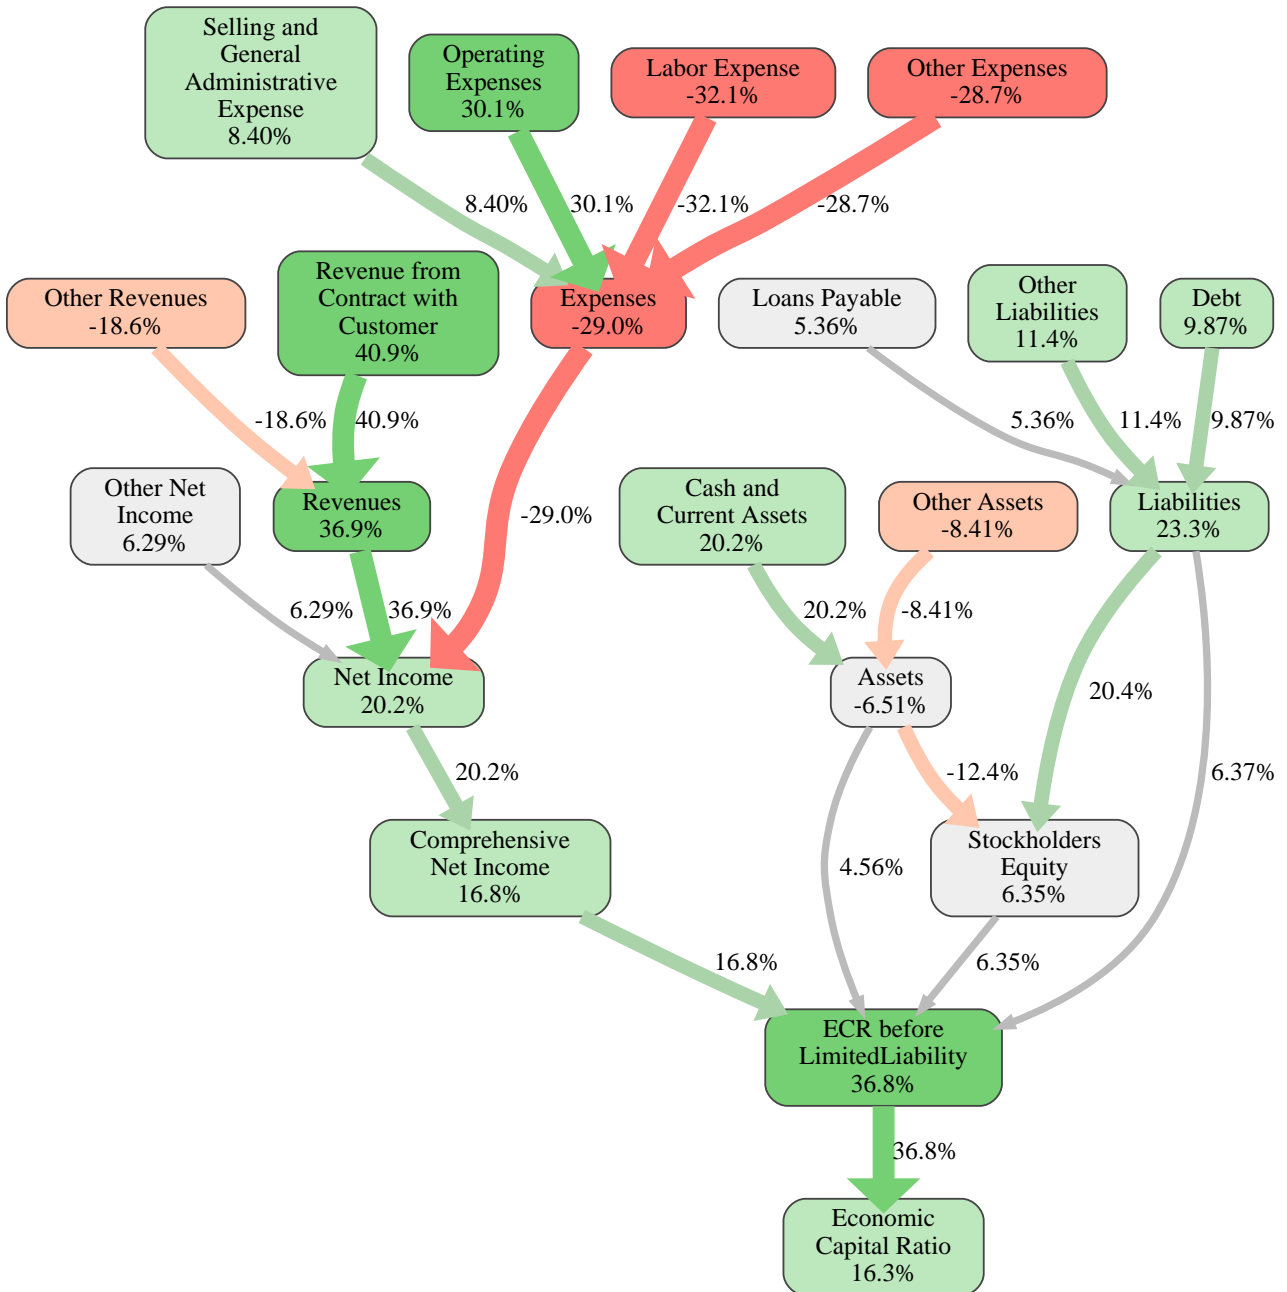 Selling and
General
Administrative
Expense
8.40%
Operating
Expenses
30.1%
Labor Expense
-32.1%
Other Expenses
-28.7%
8.40%
30.1%
-32.1%
-28.7%
Other Revenues
-18.6%
Revenue from
Contract with
Customer
40.9%
Expenses
-29.0%
Loans Payable
5.36%
Other
Liabilities
11.4%
Debt
9.87%
-18.6%
40.9%
5.36%
11.4%
9.87%
Other Net
Income
6.29%
Revenues
36.9%
-29.0%
Cash and
Current Assets
20.2%
Other Assets
-8.41%
Liabilities
23.3%
6.29%
36.9%
20.2%
-8.41%
Net Income
20.2%
Assets
-6.51%
20.4%
20.2%
-12.4%
6.37%
Comprehensive
Net Income
16.8%
4.56%
Stockholders
Equity
6.35%
16.8%
6.35%
ECR before
LimitedLiability
36.8%
36.8%
Economic
Capital Ratio
16.3%